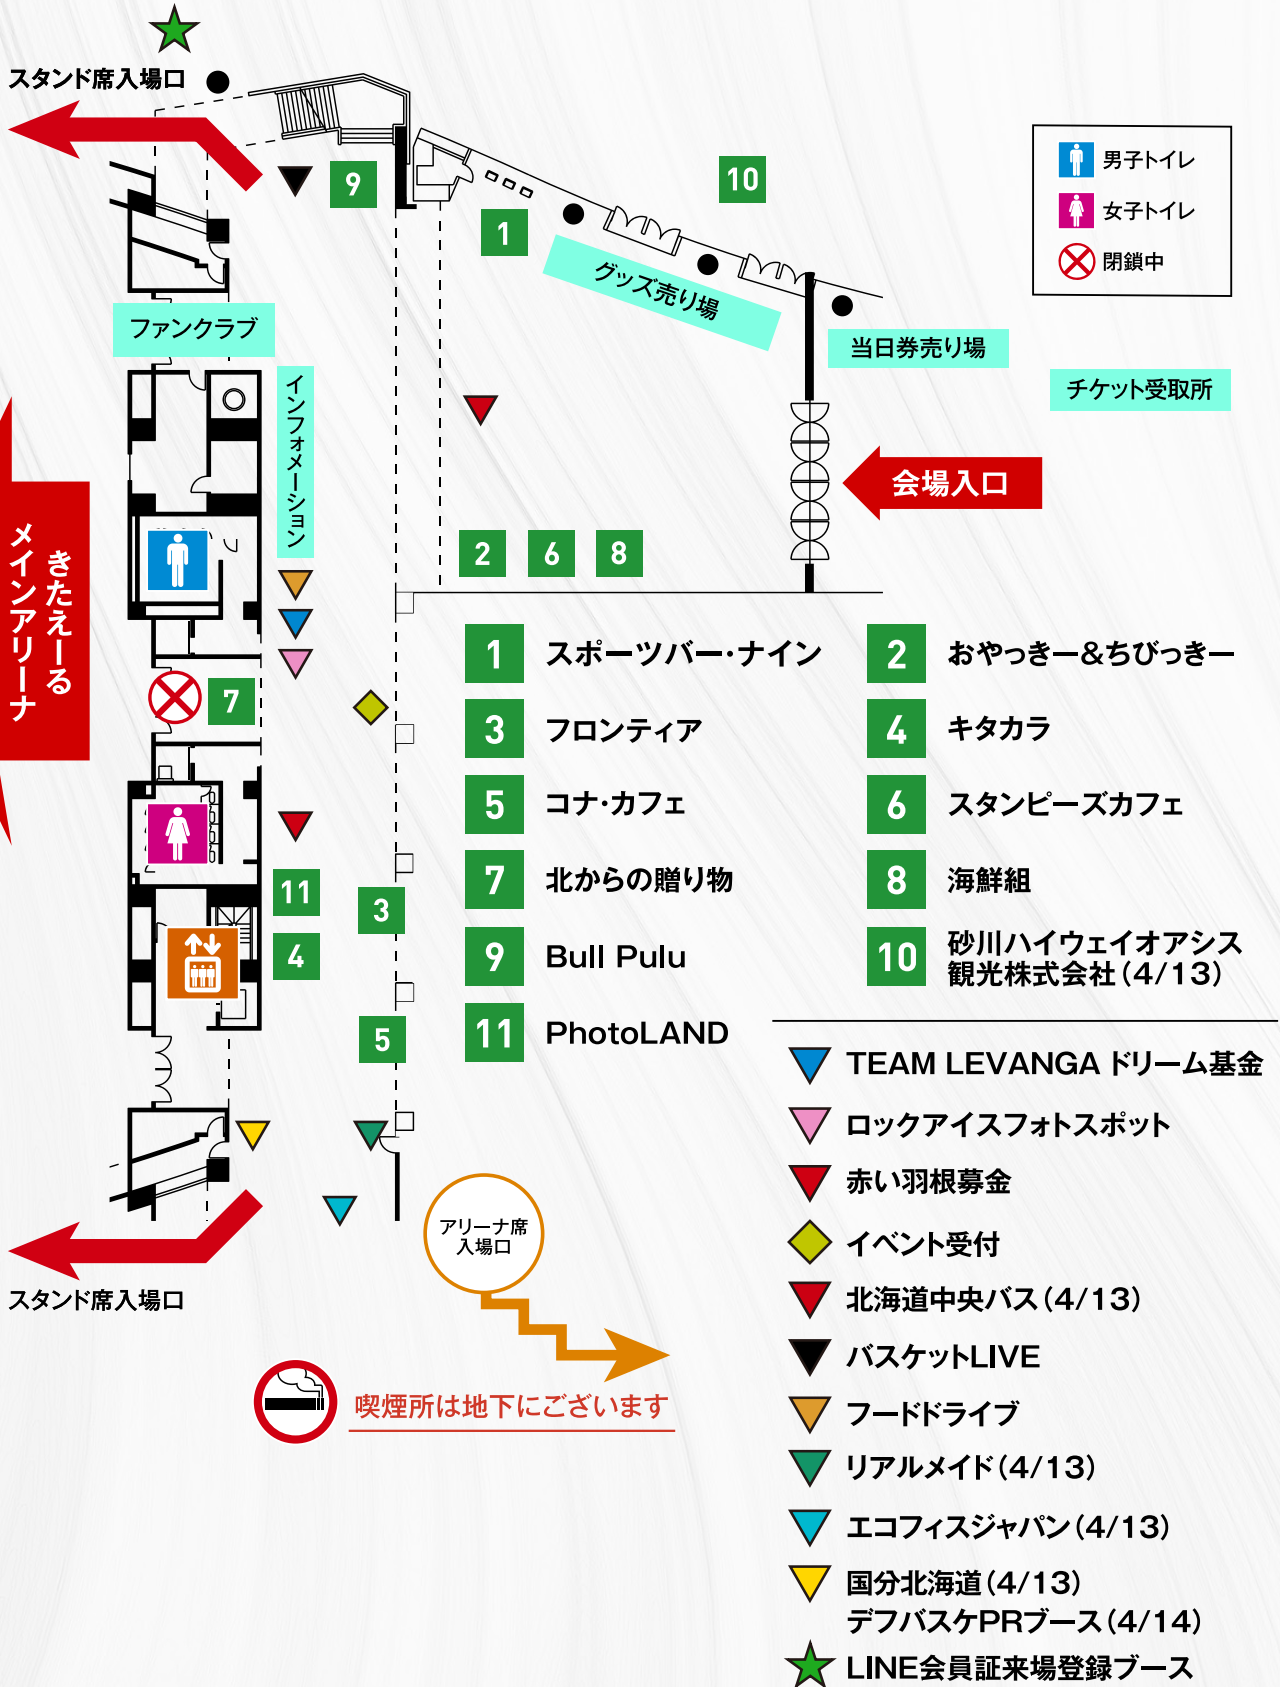 スタンド席入場口
9
10
1
男子トイレ
女子トイレ
閉鎖中
グッズ売り場
ファンクラブ
当日券売り場
チケット受取所
インフォメーション
会場入口
きたえーる
メインアリーナ
2
6
8
7
11
3
4
5
1 スポーツバー・ナイン
2 おやっきー&ちびっきー
3 フロンティア
4 キタカラ
5 コナ・カフェ
6 スタンピーズカフェ
7 北からの贈り物
8 海鮮組
9 Bull Pulu
10 砂川ハイウェイオアシス
観光株式会社(4/13)
11 PhotoLAND
TEAM LEVANGA ドリーム基金
ロックアイスフォトスポット
赤い羽根募金
イベント受付
北海道中央バス(4/13)
バスケットLIVE
フードドライブ
リアルメイド(4/13)
エコフィスジャパン(4/13)
国分北海道(4/13)
デフバスケPRブース(4/14)
LINE会員証来場登録ブース
アリーナ席
入場口
スタンド席入場口
喫煙所は地下にございます